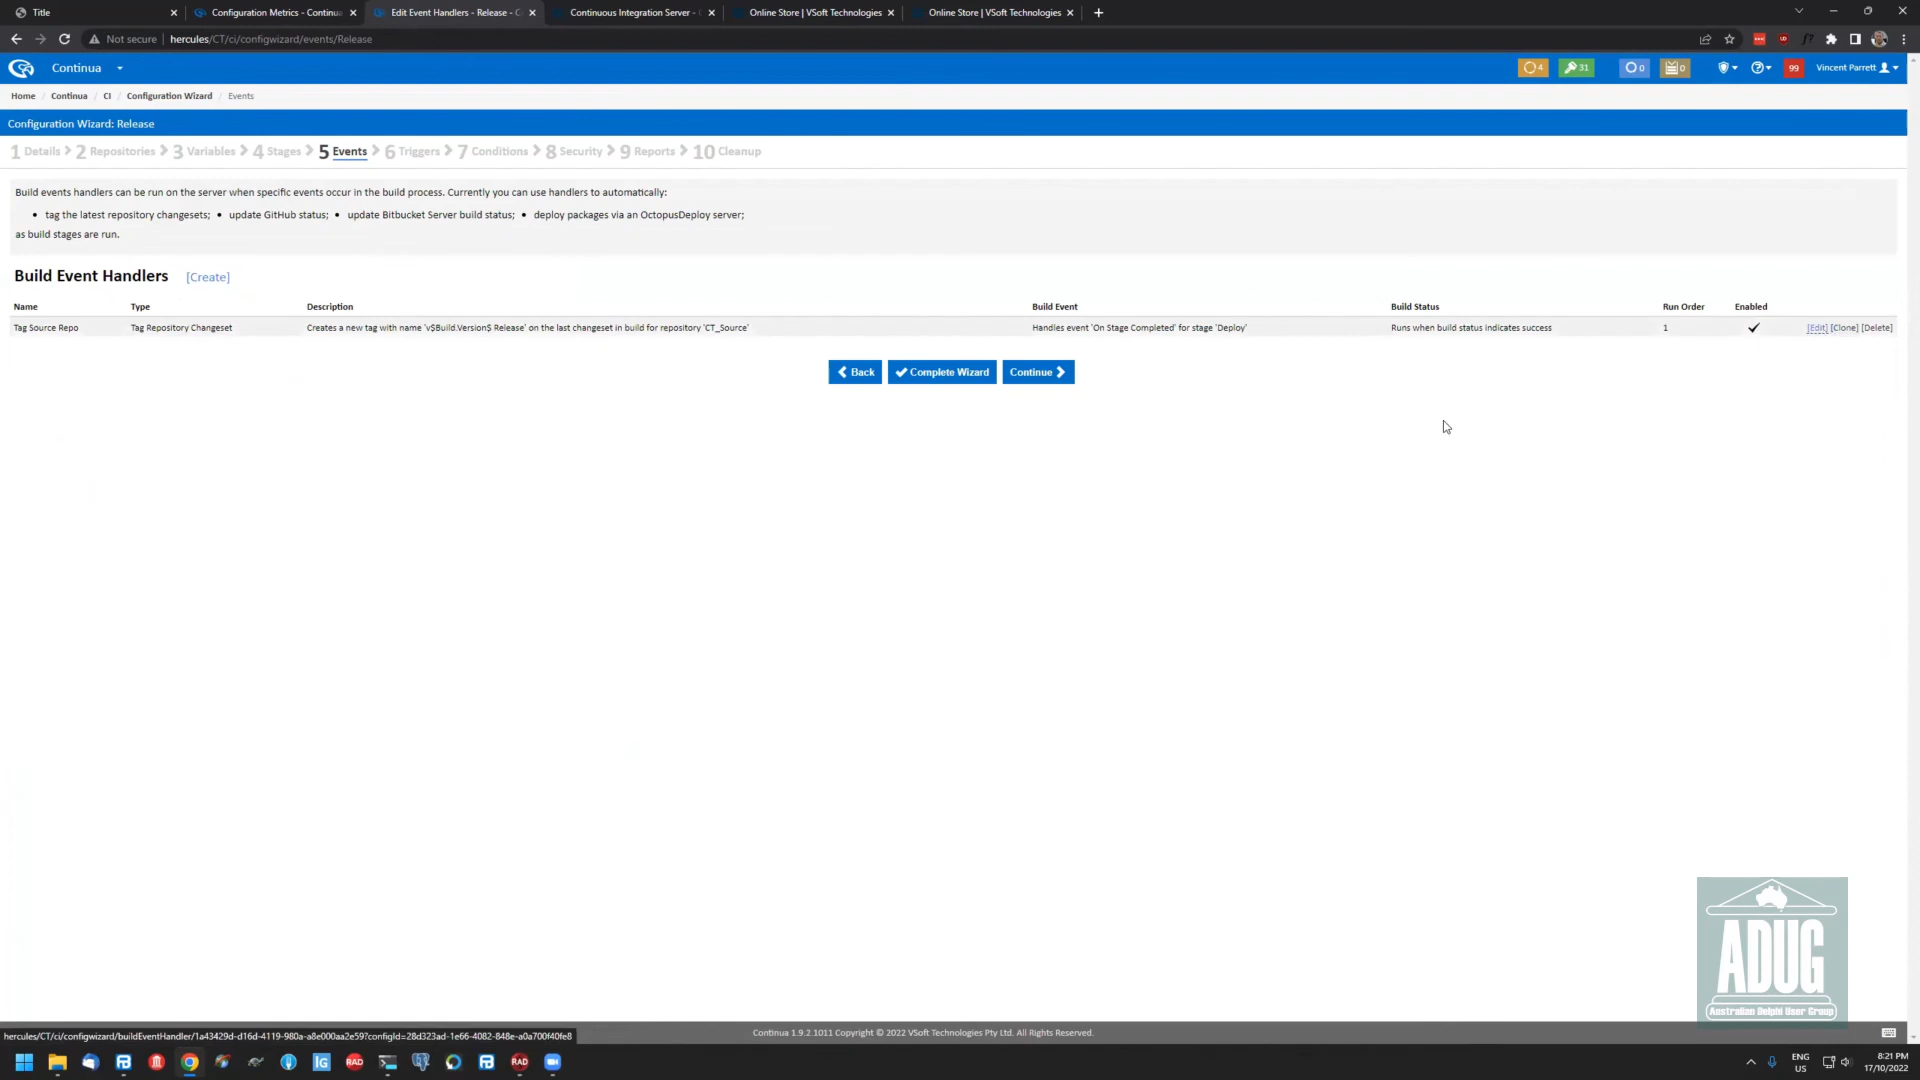 Title
Configuration Metrics - Continua
Edit Event Handlers - Release - C
Continuous Integration Server -
Online Store | VSoft Technologies
Online Store | VSoft Technologies
Not secure
hercules/CT/ci/configwizard/events/Release
Continua
4
31
0
0
99
Vincent Parrett
Home / Continua / CI / Configuration Wizard / Events
Configuration Wizard: Release
1 Details 2 Repositories 3 Variables 4 Stages 5 Events 6 Triggers 7 Conditions 8 Security 9 Reports 10 Cleanup
Build events handlers can be run on the server when specific events occur in the build process. Currently you can use handlers to automatically:
• tag the latest repository changesets; • update GitHub status; • update Bitbucket Server build status; • deploy packages via an OctopusDeploy server;
as build stages are run.
Build Event Handlers [Create]
Name Type Description Build Event Build Status Run Order Enabled
Tag Source Repo Tag Repository Changeset Creates a new tag with name 'v$Build.Version$ Release' on the last changeset in build for repository 'CT_Source' Handles event 'On Stage Completed' for stage 'Deploy' Runs when build status indicates success 1 [Edit] [Clone] [Delete]
Back Complete Wizard Continue
ADUG
Australian Delphi User Group
hercules/CT/ci/configwizard/buildEventHandler/1a43429d-d16d-4119-980a-a8e000aa2e59?configId=28d323ad-1e66-4082-848e-a0a700f40fe8
Continua 1.9.2.1011 Copyright © 2022 VSoft Technologies Pty Ltd. All Rights Reserved.
IG
RAD
RAD
ENG
US
8:21 PM
17/10/2022